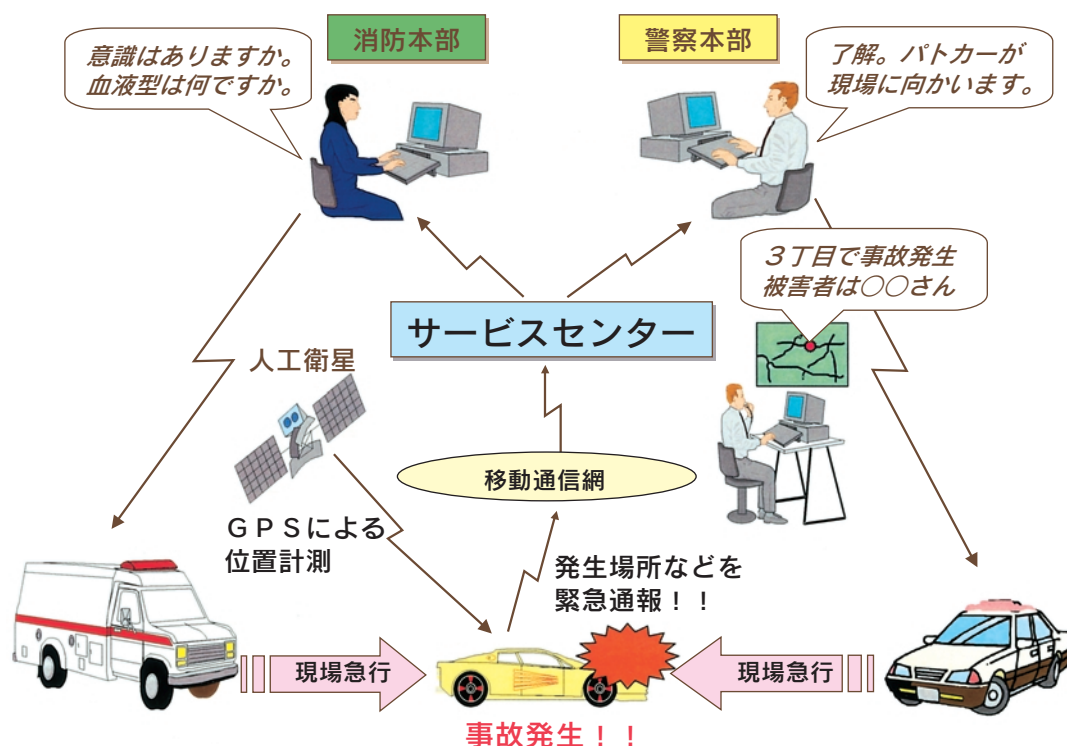 消防本部
警察本部
意識はありますか。
血液型は何ですか。
了解。パトカーが
現場に向かいます。
3丁目で事故発生
被害者は○○さん
サービスセンター
人工衛星
移動通信網
GPSによる
位置計測
発生場所などを
緊急通報!!
現場急行
現場急行
事故発生!!